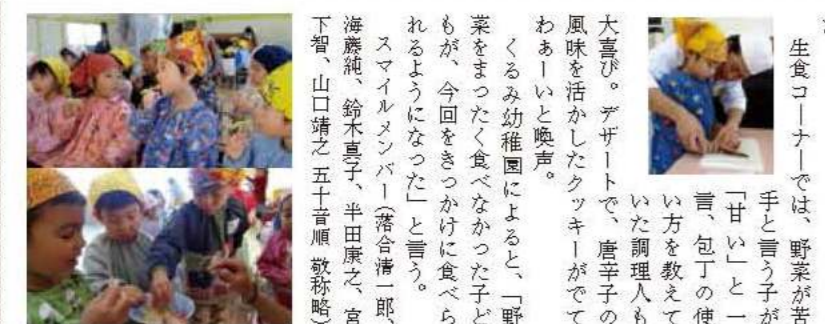 生食コーナーでは、野菜が苦
手と言う子が
「甘い」と一
言、包丁の使
い方を教えて
いた調理人も
大喜び。デザートで、唐辛子の
風味を活かしたクッキーがでて
わぁーいと喚声。
くるみ幼稚園によると、「野
菜をまったく食べなかった子ど
もが、今回をきっかけに食べら
れるようになった」と言う。
スマイルメンバー(落合清一郎、
海藤純、鈴木真子、半田康之、宮
下智、山口靖之 五十音順 敬称略)